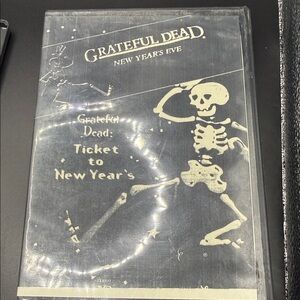 GRATEFUL DEAD
NEW YEAR'S EVE
Grateful
Dead:
Ticket
to
New Year's